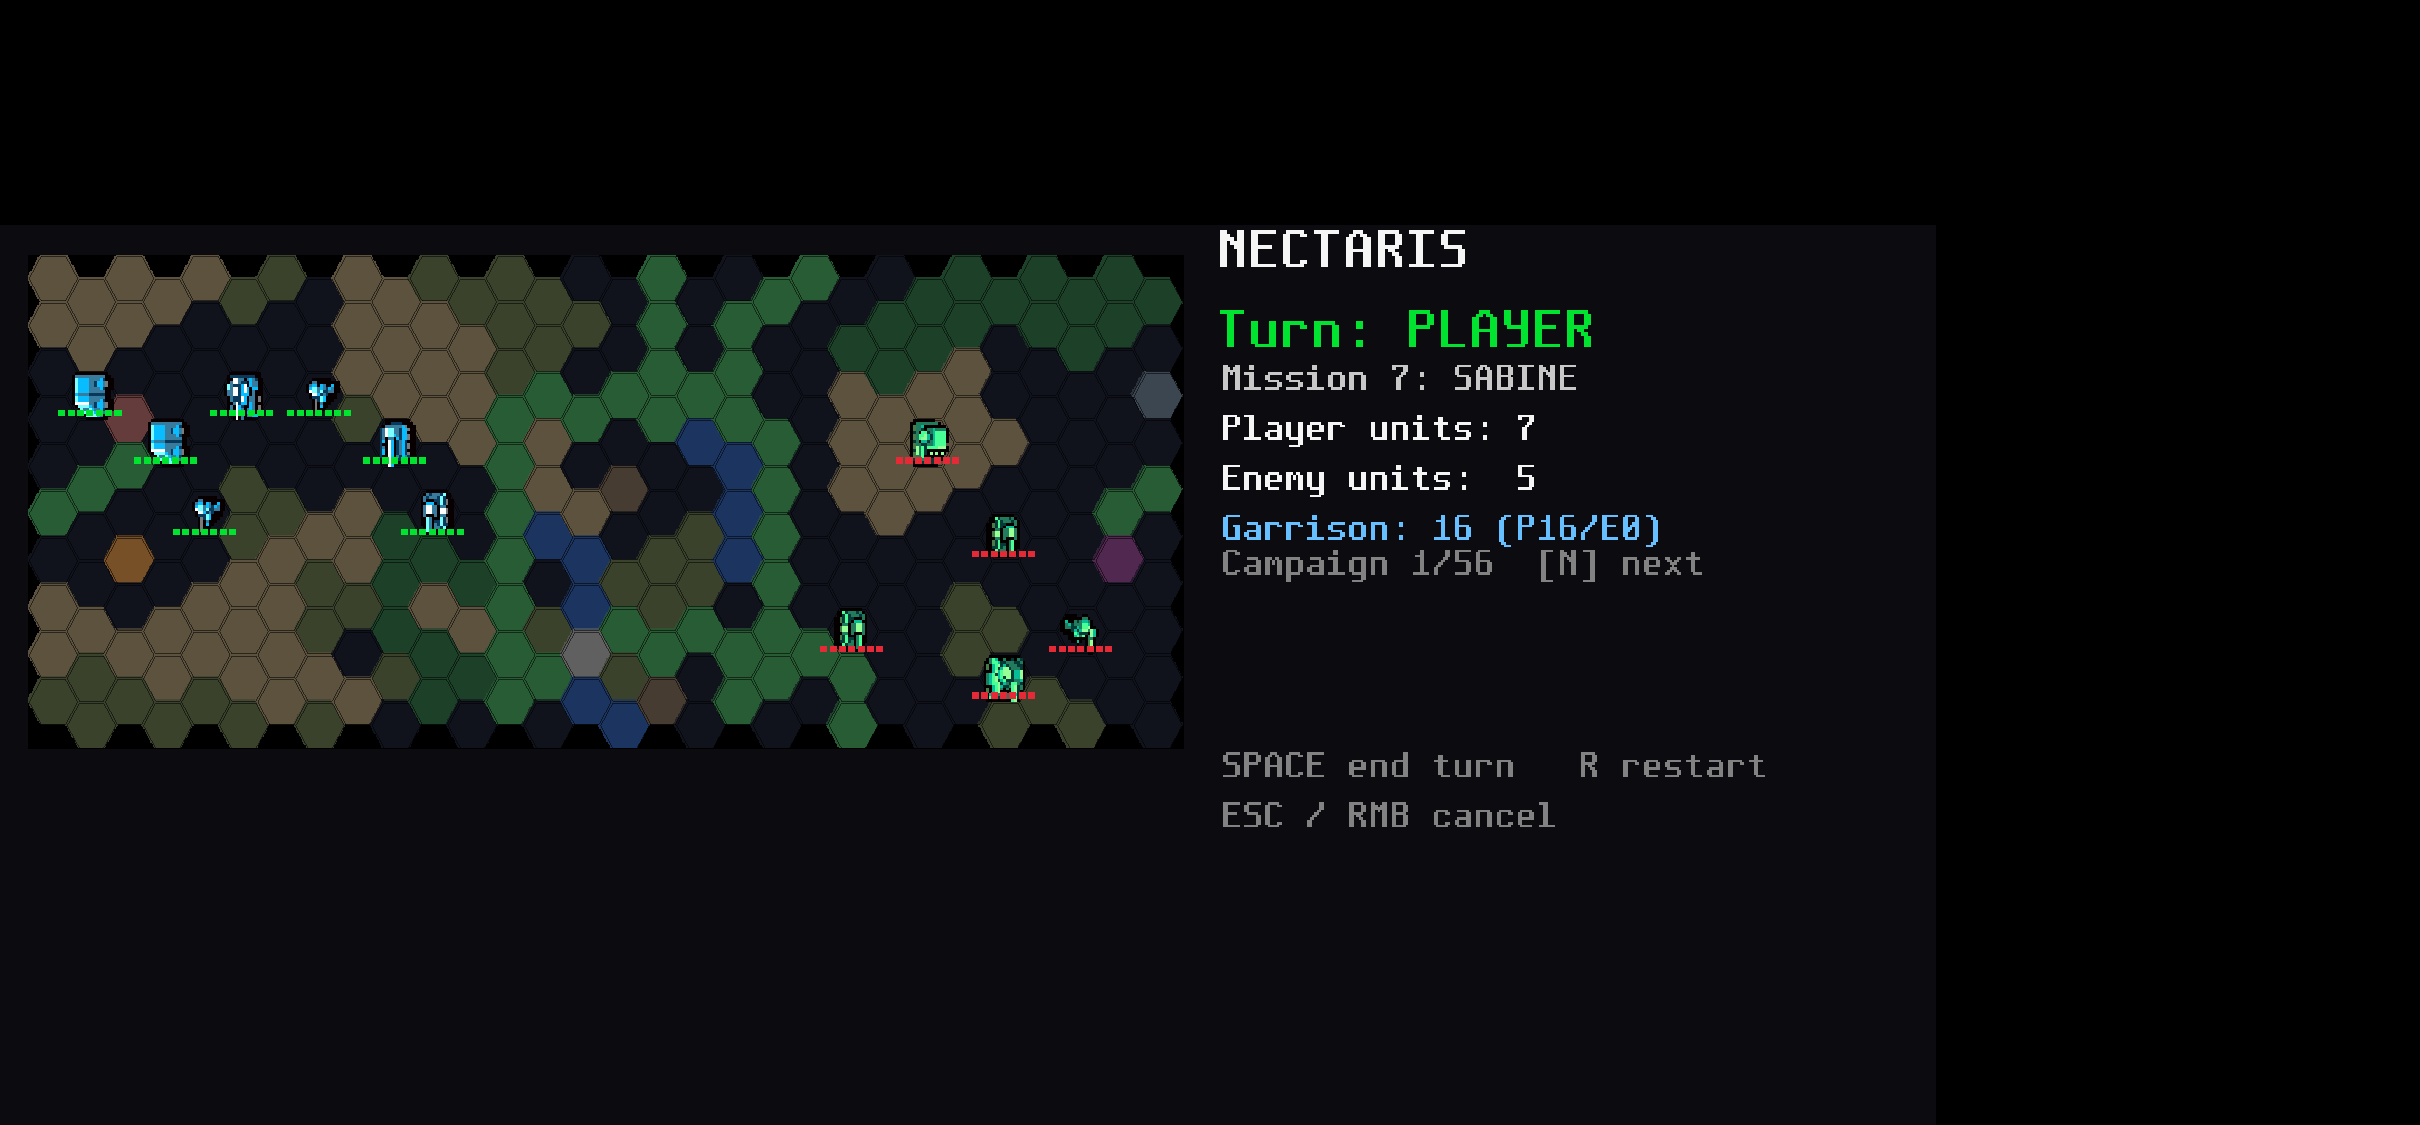 NECTARIS
Turn: PLAYER
Mission 7: SABINE
Player units: 7
Enemy units:  5
Garrison: 16 (P16/E0)
Campaign 1/56  [N] next
SPACE end turn   R restart
ESC / RMB cancel